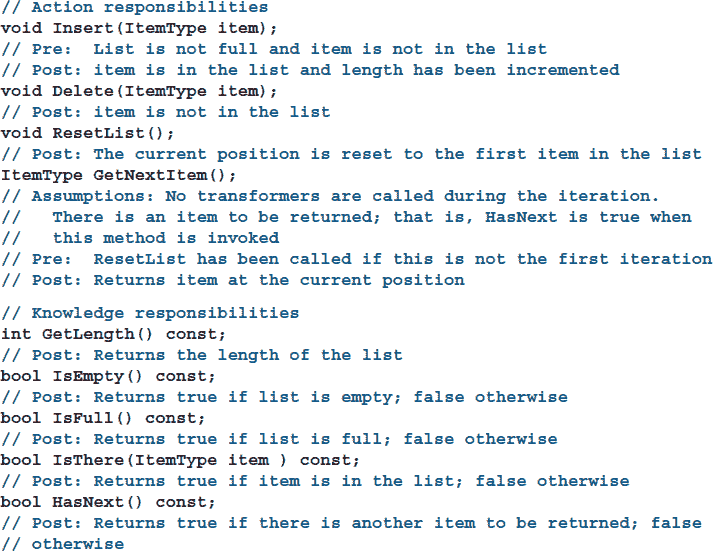 // Action responsibilities
void Insert(ItemType item);
// Pre:  List is not full and item is not in the list
// Post: item is in the list and length has been incremented
void Delete(ItemType item);
// Post: item is not in the list
void ResetList();
// Post: The current position is reset to the first item in the list
ItemType GetNextItem();
// Assumptions: No transformers are called during the iteration.
//   There is an item to be returned; that is, HasNext is true when
//   this method is invoked
// Pre:  ResetList has been called if this is not the first iteration
// Post: Returns item at the current position
// Knowledge responsibilities
int GetLength() const;
// Post: Returns the length of the list
bool IsEmpty() const;
// Post: Returns true if list is empty; false otherwise
bool IsFull() const;
// Post: Returns true if list is full; false otherwise
bool IsThere(ItemType item ) const;
// Post: Returns true if item is in the list; false otherwise
bool HasNext() const;
// Post: Returns true if there is another item to be returned; false
// otherwise